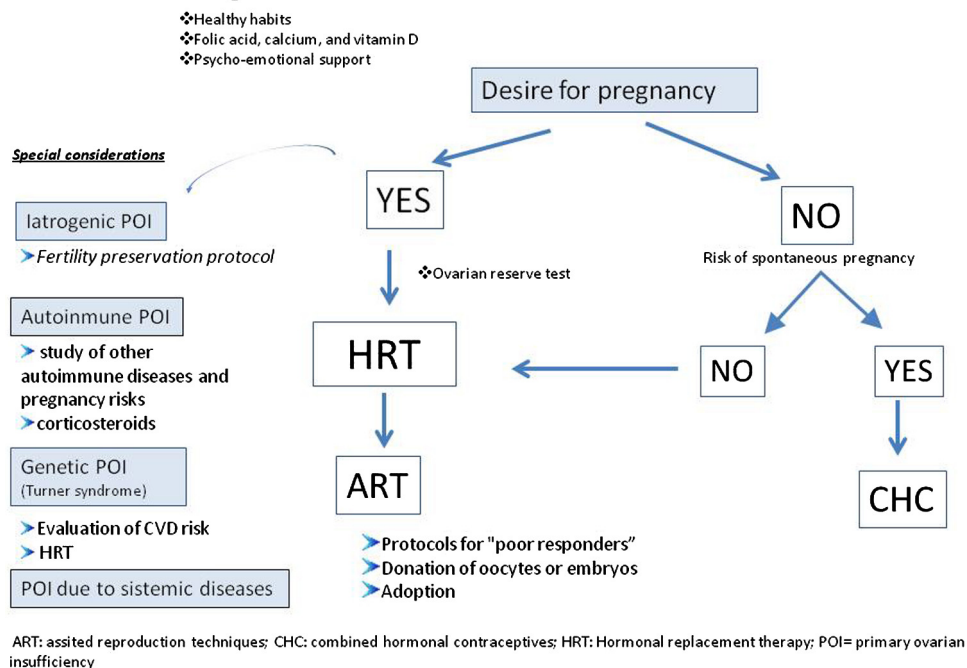 ❖Healthy habits
❖Folic acid, calcium, and vitamin D
❖Psycho-emotional support
Desire for pregnancy
Special considerations
YES
NO
Iatrogenic POI
➤Fertility preservation protocol
Risk of spontaneous pregnancy
❖Ovarian reserve test
Autoinmune POI
➤ study of other
autoimmune diseases and
pregnancy risks
➤corticosteroids
HRT
NO
YES
Genetic POI
(Turner syndrome)
➤Evaluation of CVD risk
➤HRT
ART
CHC
➤Protocols for "poor responders”
➤Donation of oocytes or embryos
➤Adoption
POI due to sistemic diseases
ART: assited reproduction techniques; CHC: combined hormonal contraceptives; HRT: Hormonal replacement therapy; POI= primary ovarian
insufficiency